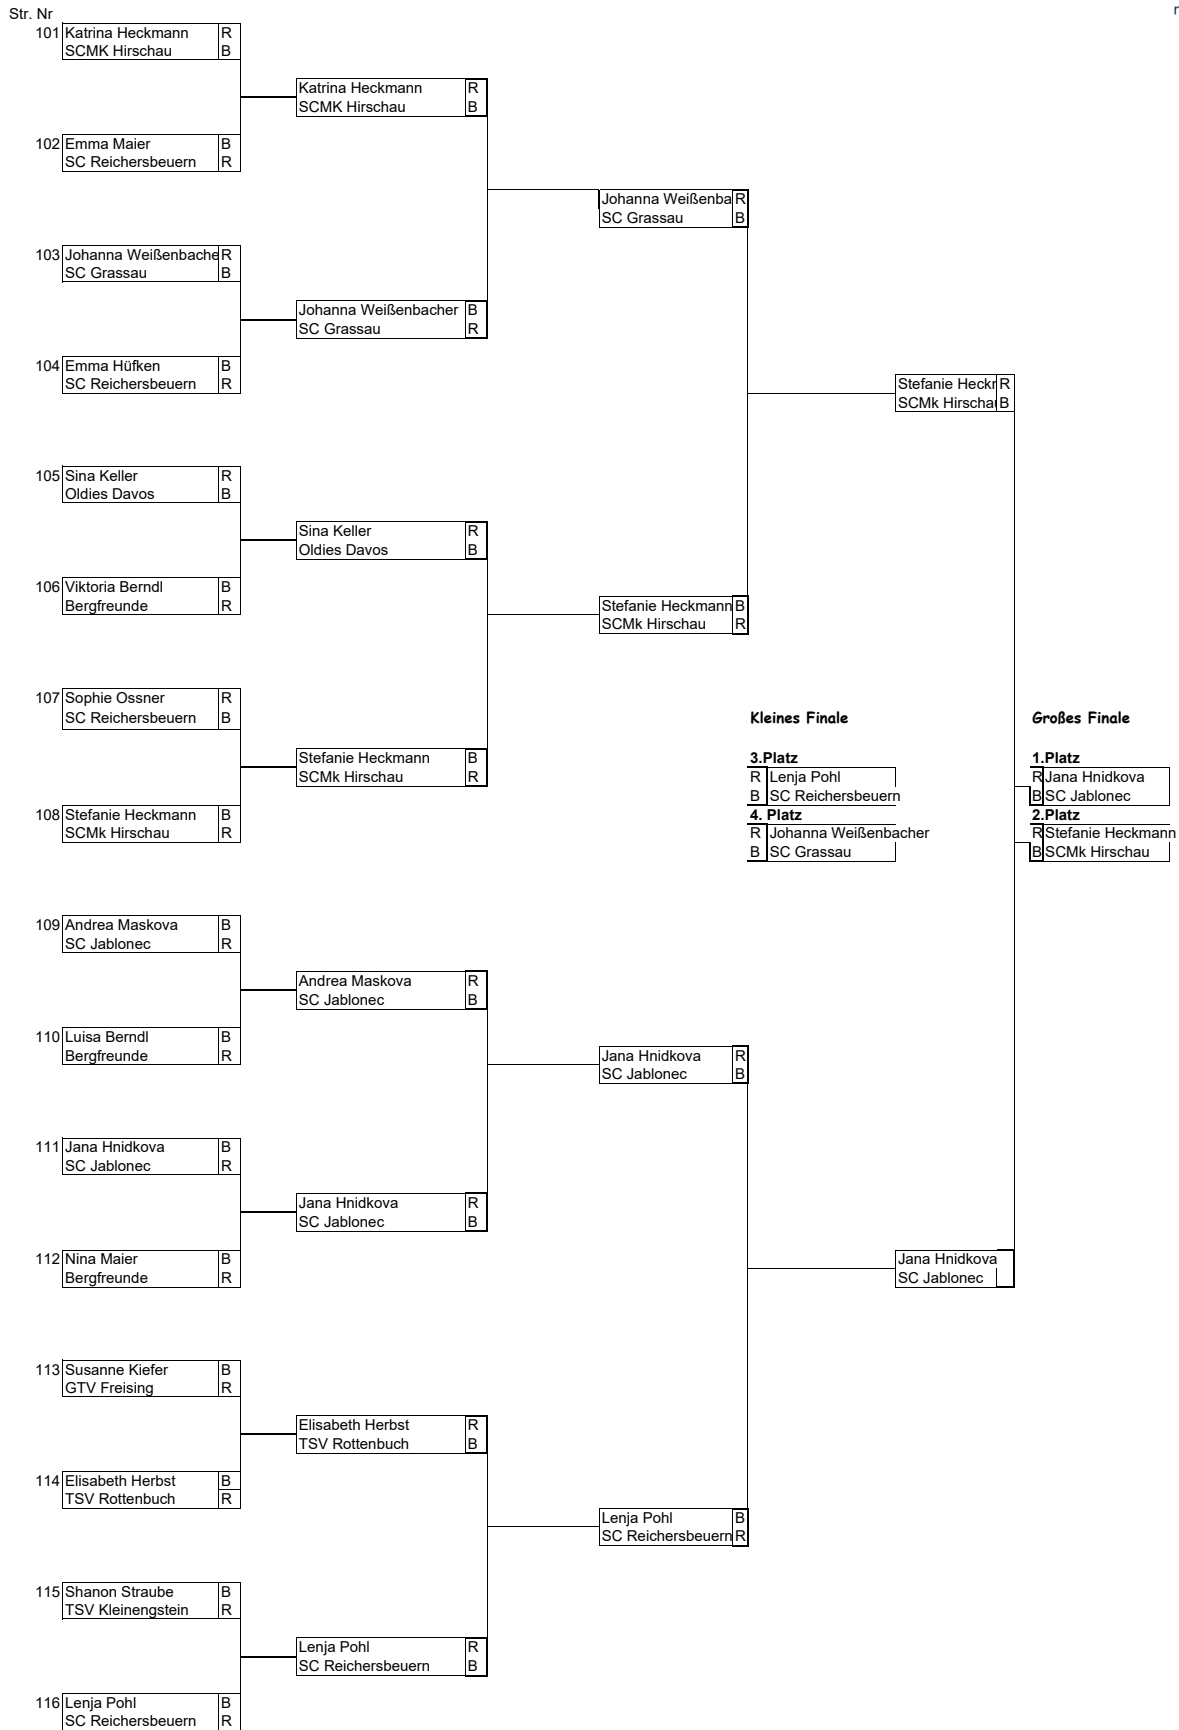 Str. Nr
r
101 Katrina Heckmann R
SCMK Hirschau B
Katrina Heckmann R
SCMK Hirschau B
102 Emma Maier B
SC Reichersbeuern R
Johanna Weißenba R
SC Grassau B
103 Johanna Weißenbache R
SC Grassau B
Johanna Weißenbacher B
SC Grassau R
104 Emma Hüfken B
SC Reichersbeuern R
Stefanie Heckr R
SCMk Hirschau B
105 Sina Keller R
Oldies Davos B
Sina Keller R
Oldies Davos B
106 Viktoria Berndl B
Bergfreunde R
Stefanie Heckmann B
SCMk Hirschau R
107 Sophie Ossner R
SC Reichersbeuern B
Kleines Finale
Großes Finale
Stefanie Heckmann B
SCMk Hirschau R
3.Platz
R Lenja Pohl
B SC Reichersbeuern
4. Platz
R Johanna Weißenbacher
B SC Grassau
1.Platz
R Jana Hnidkova
B SC Jablonec
2.Platz
R Stefanie Heckmann
B SCMk Hirschau
108 Stefanie Heckmann B
SCMk Hirschau R
109 Andrea Maskova B
SC Jablonec R
Andrea Maskova R
SC Jablonec B
110 Luisa Berndl B
Bergfreunde R
Jana Hnidkova R
SC Jablonec B
111 Jana Hnidkova B
SC Jablonec R
Jana Hnidkova R
SC Jablonec B
112 Nina Maier B
Bergfreunde R
Jana Hnidkova
SC Jablonec
113 Susanne Kiefer B
GTV Freising R
Elisabeth Herbst R
TSV Rottenbuch B
114 Elisabeth Herbst B
TSV Rottenbuch R
Lenja Pohl B
SC Reichersbeuern R
115 Shanon Straube B
TSV Kleinengstein R
Lenja Pohl R
SC Reichersbeuern B
116 Lenja Pohl B
SC Reichersbeuern R